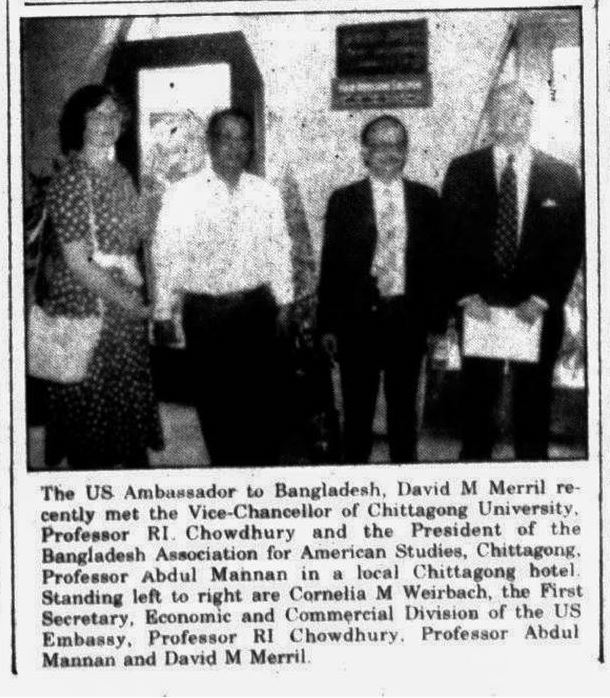 The US Ambassador to Bangladesh, David M Merril re-
cently met the Vice-Chancellor of Chittagong University,
Professor RI. Chowdhury and the President of the
Bangladesh Association for American Studies, Chittagong,
Professor Abdul Mannan in a local Chittagong hotel.
Standing left to right are Cornelia M Weirbach, the First
Secretary, Economic and Commercial Division of the US
Embassy, Professor RI Chowdhury, Professor Abdul
Mannan and David M Merril.